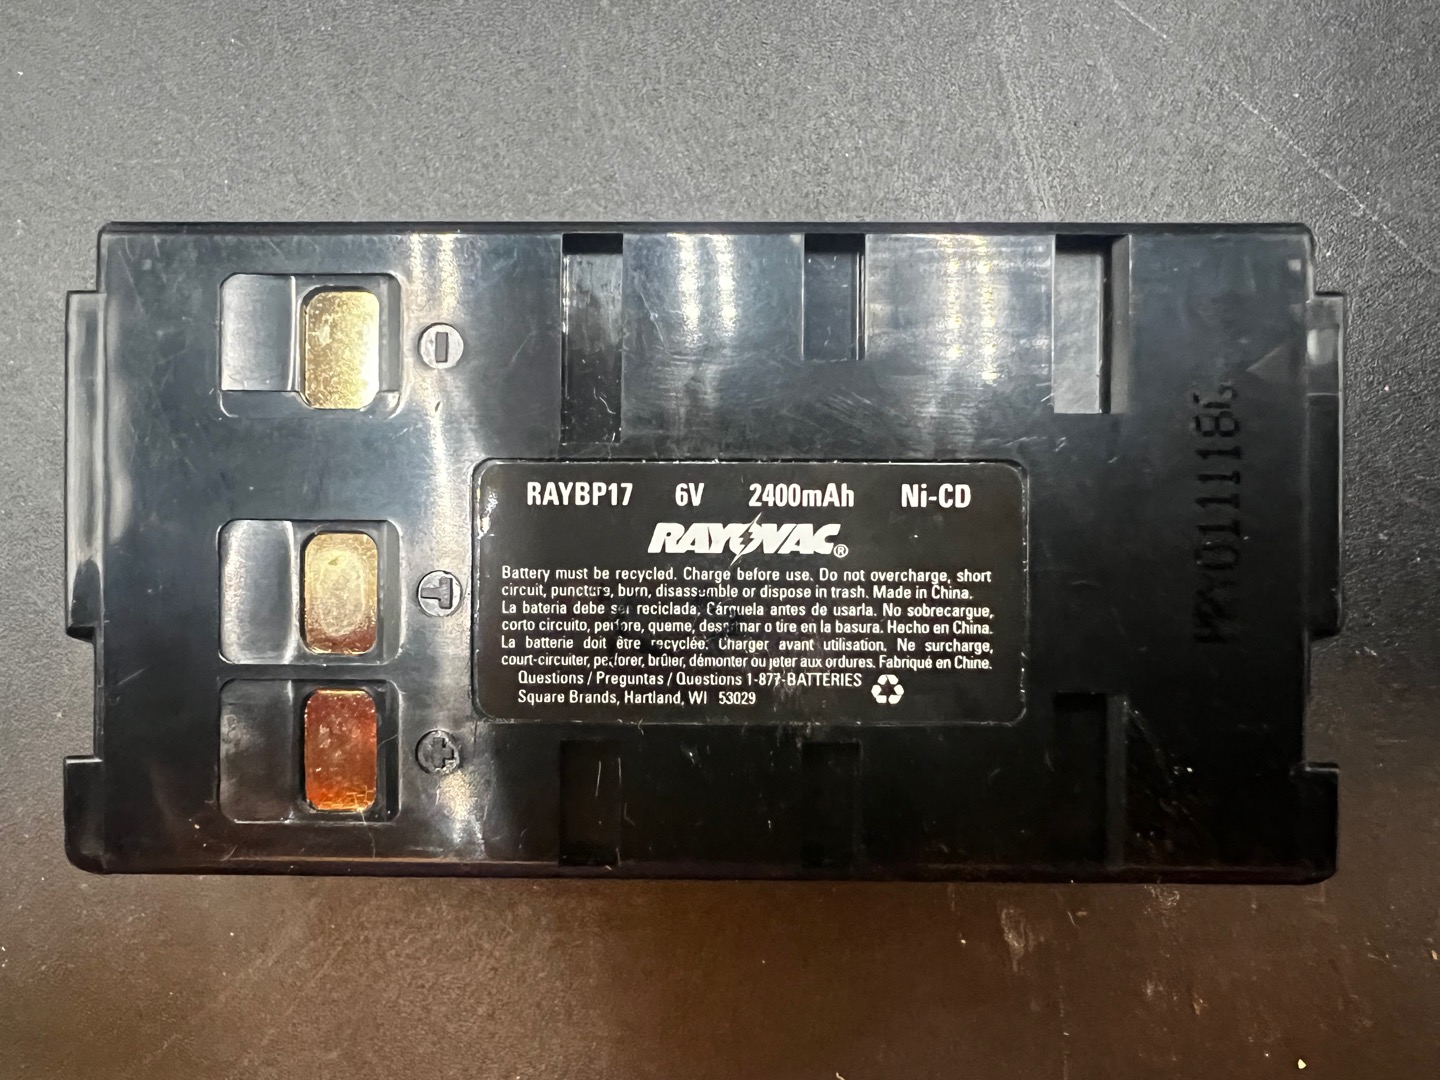 RAYBP17 6V 2400mAh Ni-CD
RAYOVAC®
Battery must be recycled. Charge before use. Do not overcharge, short
circuit, puncture, burn, disassemble or dispose in trash. Made in China.
La bateria debe ser reciclada. Cárguela antes de usarla. No sobrecargue,
corto circuito, perfore, queme, desarmar o tire en la basura. Hecho en China.
La batterie doit être recyclée. Charger avant utilisation. Ne surcharge,
court-circuiter, perforer, brûler, démonter ou jeter aux ordures. Fabriqué en Chine.
Questions / Preguntas / Questions 1-877-BATTERIES
Square Brands, Hartland, WI 53029
-
T
+